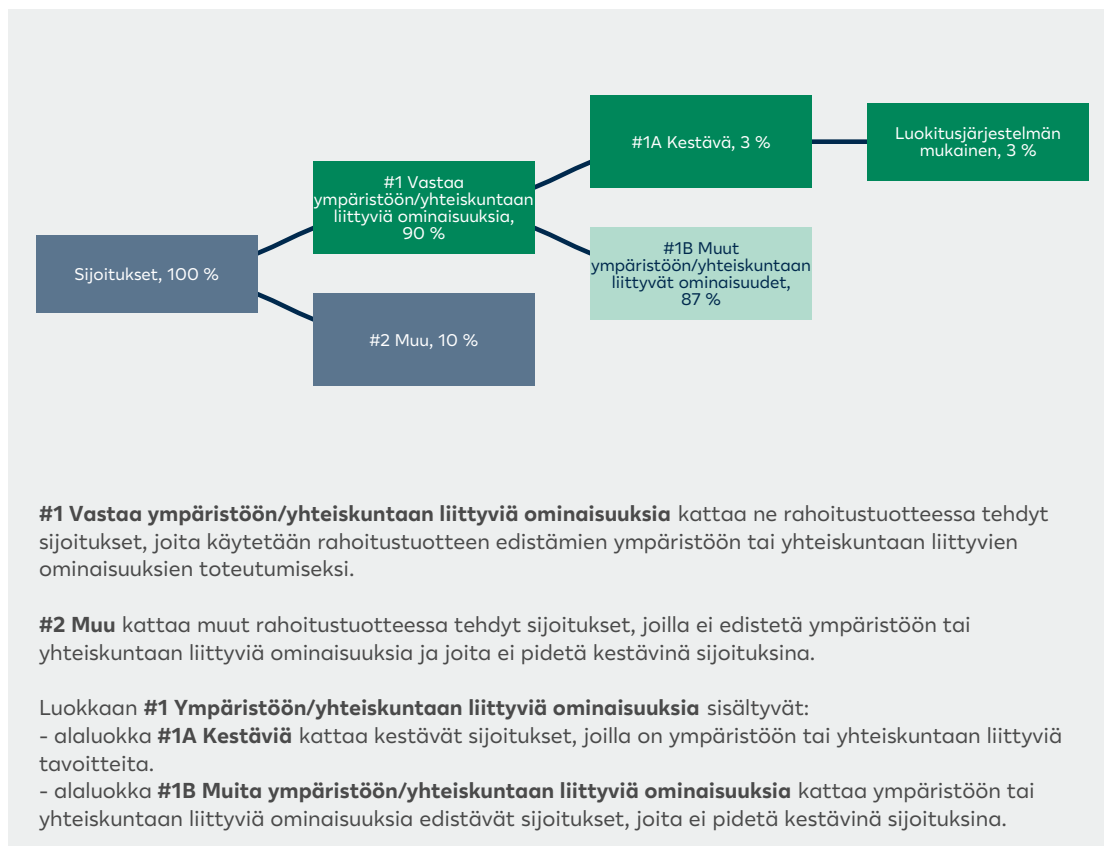 Sijoitukset, 100 %
#1 Vastaa
ympäristöön/yhteiskuntaan
liittyviä ominaisuuksia,
90 %
#2 Muu, 10 %
#1A Kestävä, 3 %
#1B Muut
ympäristöön/yhteiskuntaan
liittyvät ominaisuudet,
87 %
Luokitusjärjestelmän
mukainen, 3 %
#1 Vastaa ympäristöön/yhteiskuntaan liittyviä ominaisuuksia kattaa ne rahoitustuotteessa tehdyt
sijoitukset, joita käytetään rahoitustuotteen edistämien ympäristöön tai yhteiskuntaan liittyvien
ominaisuuksien toteutumiseksi.
#2 Muu kattaa muut rahoitustuotteessa tehdyt sijoitukset, joilla ei edistetä ympäristöön tai
yhteiskuntaan liittyviä ominaisuuksia ja joita ei pidetä kestävinä sijoituksina.
Luokkaan #1 Ympäristöön/yhteiskuntaan liittyviä ominaisuuksia sisältyvät:
- alaluokka #1A Kestäviä kattaa kestävät sijoitukset, joilla on ympäristöön tai yhteiskuntaan liittyviä
tavoitteita.
- alaluokka #1B Muita ympäristöön/yhteiskuntaan liittyviä ominaisuuksia kattaa ympäristöön tai
yhteiskuntaan liittyviä ominaisuuksia edistävät sijoitukset, joita ei pidetä kestävinä sijoituksina.